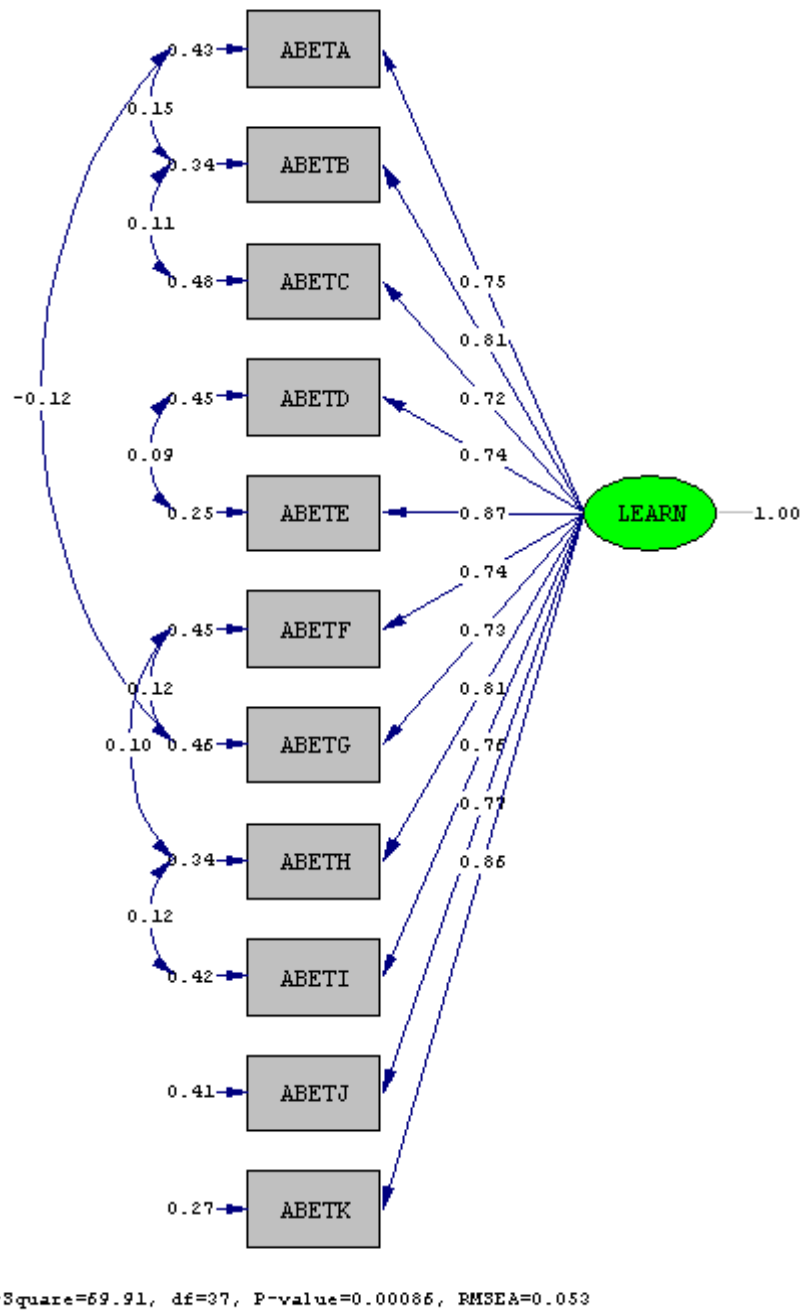 0.43 ABETA
0.15
0.34 ABETB
0.11
0.48 ABETC 0.75
0.81
-0.12 0.45 ABETD 0.72
0.09 0.74
0.25 ABETE 0.87 LEARN 1.00
0.74
0.45 ABETF 0.73
0.12 0.81
0.10 0.46 ABETG 0.76
0.77
0.34 ABETH 0.86
0.12
0.42 ABETI
0.41 ABETJ
0.27 ABETK
-Square=69.91, df=37, P-value=0.00086, RMSEA=0.053